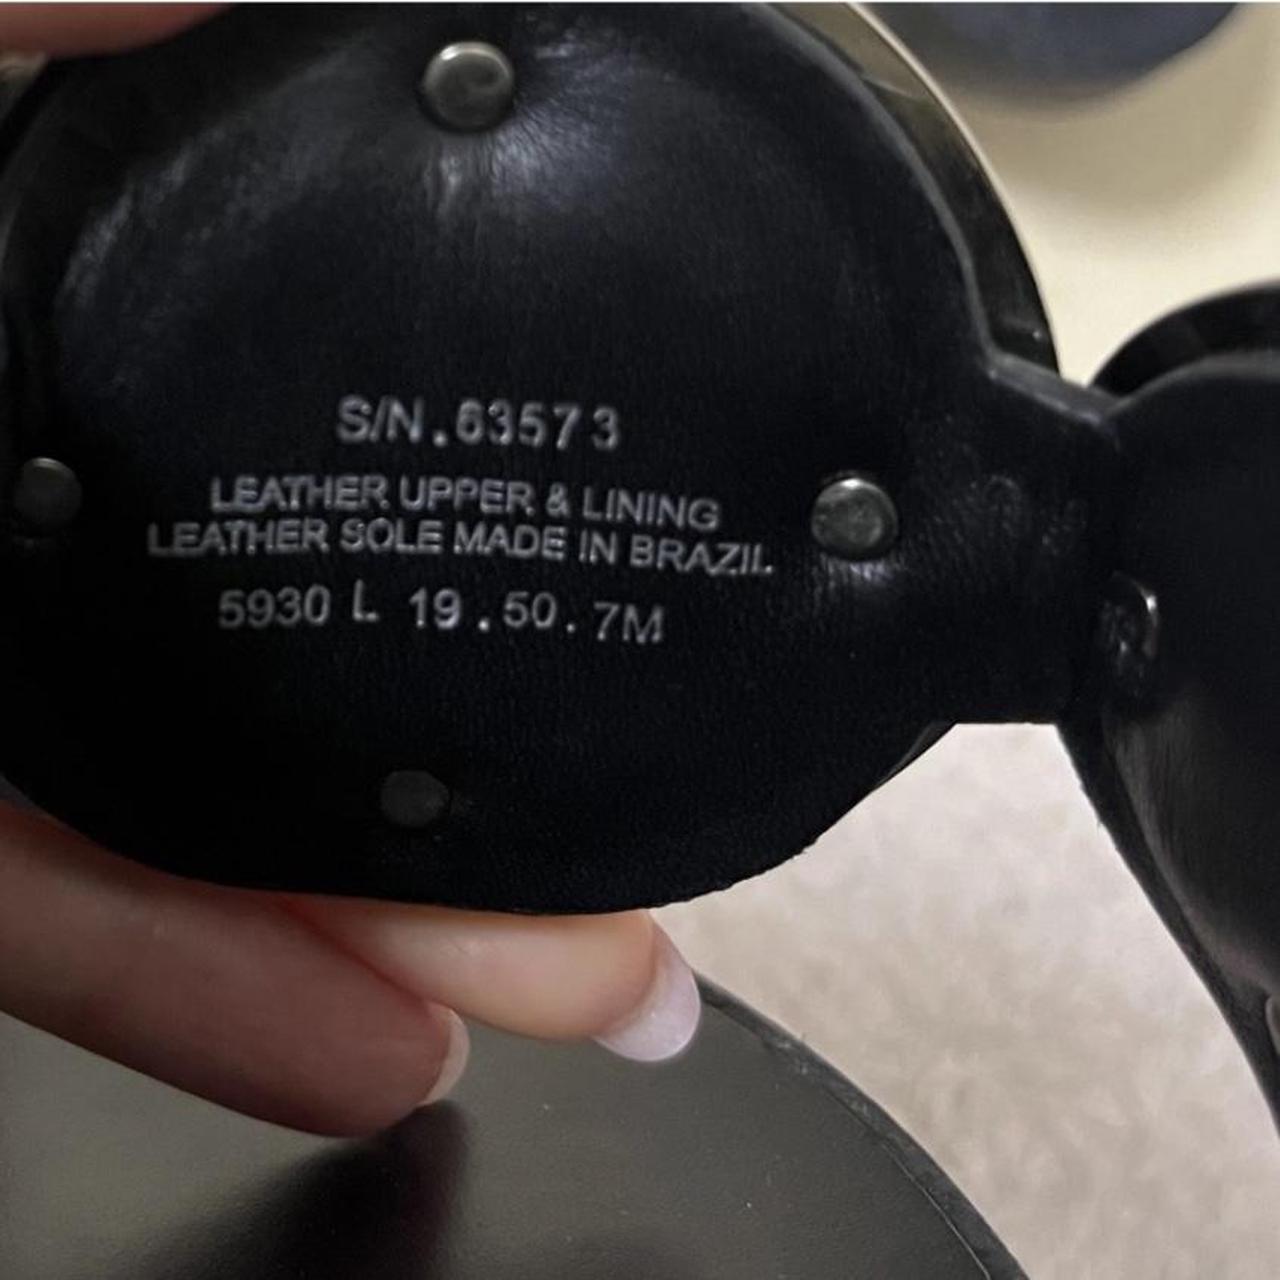 S/N.63573
LEATHER UPPER & LINING
LEATHER SOLE MADE IN BRAZIL
5930 L 19.50.7M